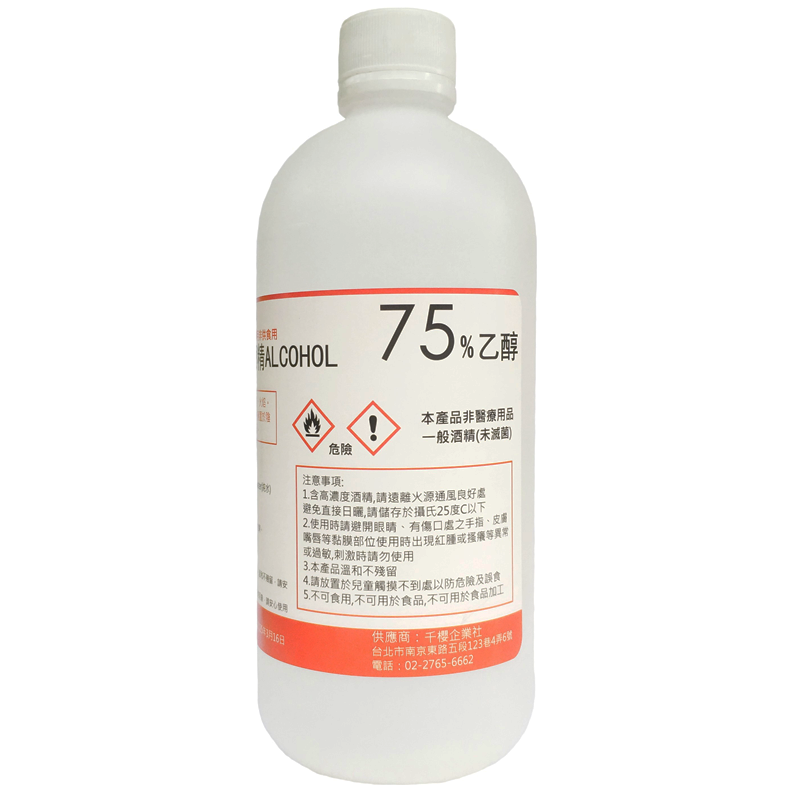 供食用
精ALCOHOL
75%乙醇
危險
本產品非醫療用品
一般酒精(未滅菌)
注意事項:
1.含高濃度酒精,請遠離火源通風良好處
避免直接日曬,請儲存於攝氏25度C以下
2.使用時請避開眼睛、有傷口處之手指、皮膚
嘴唇等黏膜部位使用時出現紅腫或搔癢等異常
或過敏,刺激時請勿使用
3.本產品溫和不殘留
4.請放置於兒童觸摸不到處以防危險及誤食
5.不可食用,不可用於食品,不可用於食品加工
月16日
供應商：千櫻企業社
台北市南京東路五段123巷4弄6號
電話：02-2765-6662